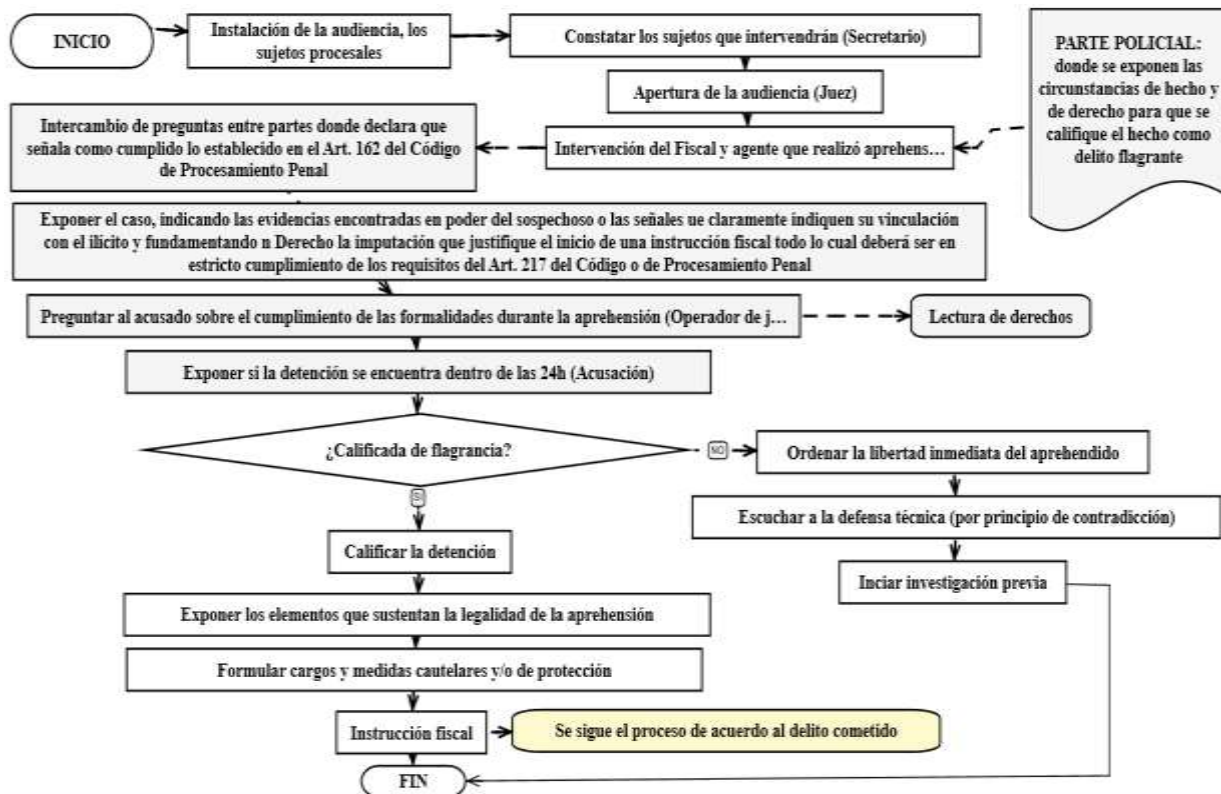 INICIO
Instalación de la audiencia, los
sujetos procesales
Constatar los sujetos que intervendrán (Secretario)
PARTE POLICIAL:
donde se exponen las
circunstancias de hecho y
de derecho para que se
califique el hecho como
delito flagrante
Apertura de la audiencia (Juez)
Intervención del Fiscal y agente que realizó aprehens…
Intercambio de preguntas entre partes donde declara que
señala como cumplido lo establecido en el Art. 162 del Código
de Procesamiento Penal
Exponer el caso, indicando las evidencias encontradas en poder del sospechoso o las señales ue claramente indiquen su vinculación
con el ilícito y fundamentando n Derecho la imputación que justifique el inicio de una instrucción fiscal todo lo cual deberá ser en
estricto cumplimiento de los requisitos del Art. 217 del Código o de Procesamiento Penal
Preguntar al acusado sobre el cumplimiento de las formalidades durante la aprehensión (Operador de j…
Lectura de derechos
Exponer si la detención se encuentra dentro de las 24h (Acusación)
¿Calificada de flagrancia?
NO
Ordenar la libertad inmediata del aprehendido
Escuchar a la defensa técnica (por principio de contradicción)
Inciar investigación previa
SI
Calificar la detención
Exponer los elementos que sustentan la legalidad de la aprehensión
Formular cargos y medidas cautelares y/o de protección
Instrucción fiscal
Se sigue el proceso de acuerdo al delito cometido
FIN